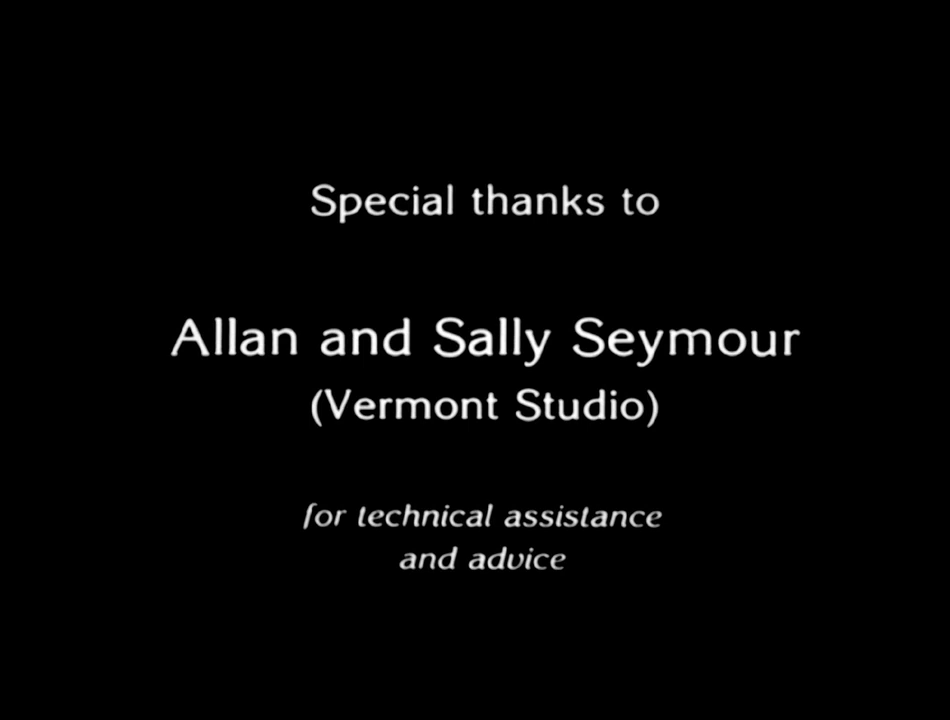 Special thanks to
Allan and Sally Seymour
(Vermont Studio)
for technical assistance
and advice